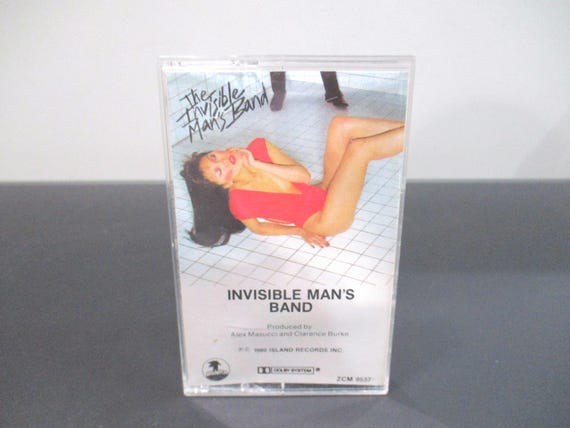 The
Invisible
Man's Band
INVISIBLE MAN'S
BAND
Produced by
Alex Masucci and Clarence Burke
℗ © 1980 ISLAND RECORDS INC.
DOLBY SYSTEM ®
ZCM 9537